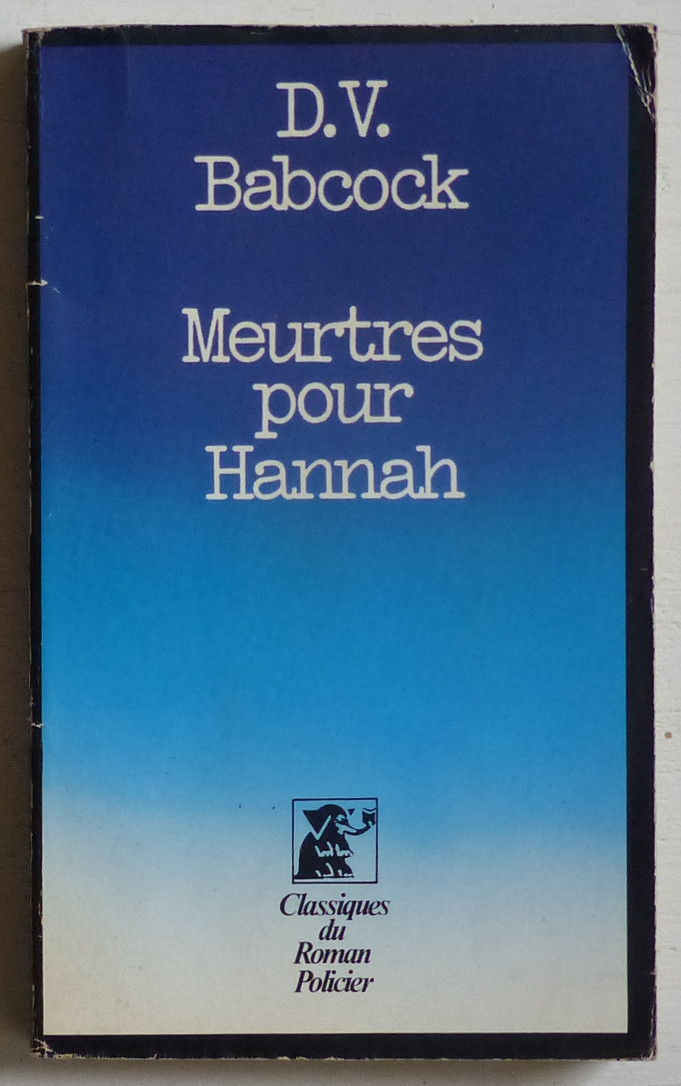 D.V.
Babcock
Meurtres
pour
Hannah
Classiques
du
Roman
Policier